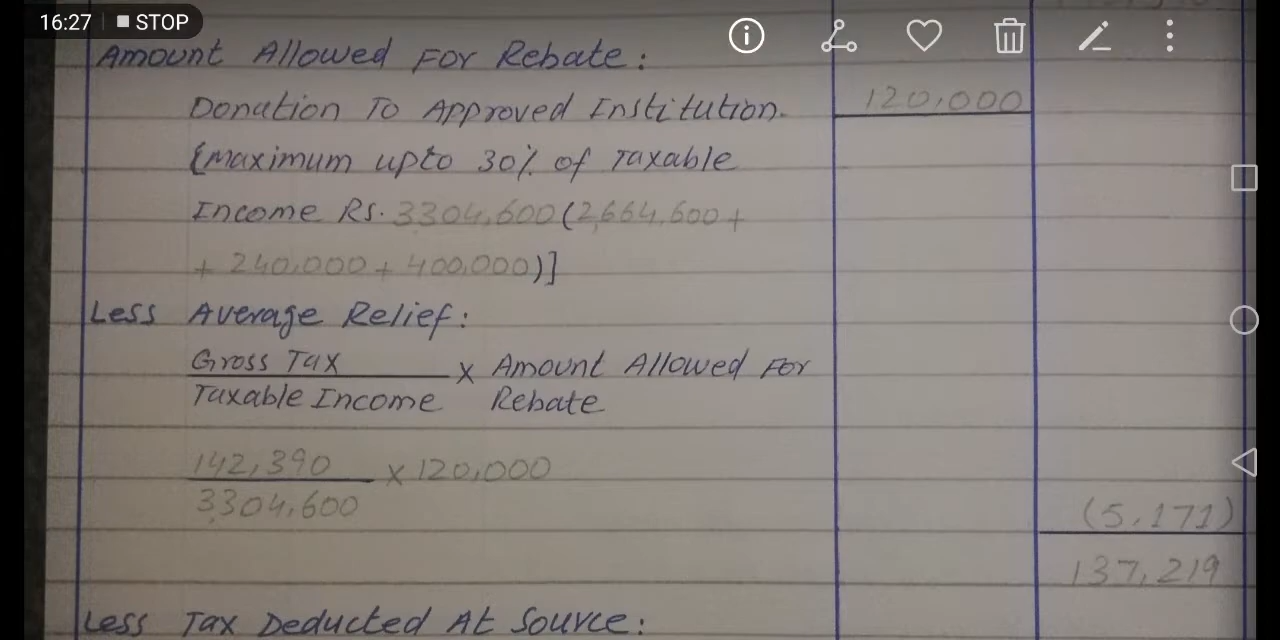 16:27 STOP
Amount Allowed For Rebate:
Donation To Approved Institution. 120,000
[Maximum upto 30% of Taxable
Income Rs. 3304,600 (2,664,600 +
+ 240,000 + 400,000)]
Less Average Relief:
Gross Tax x Amount Allowed For
Taxable Income Rebate
142,390 x 120,000
3304,600
(5,171)
137,219
Less Tax Deducted At Source: